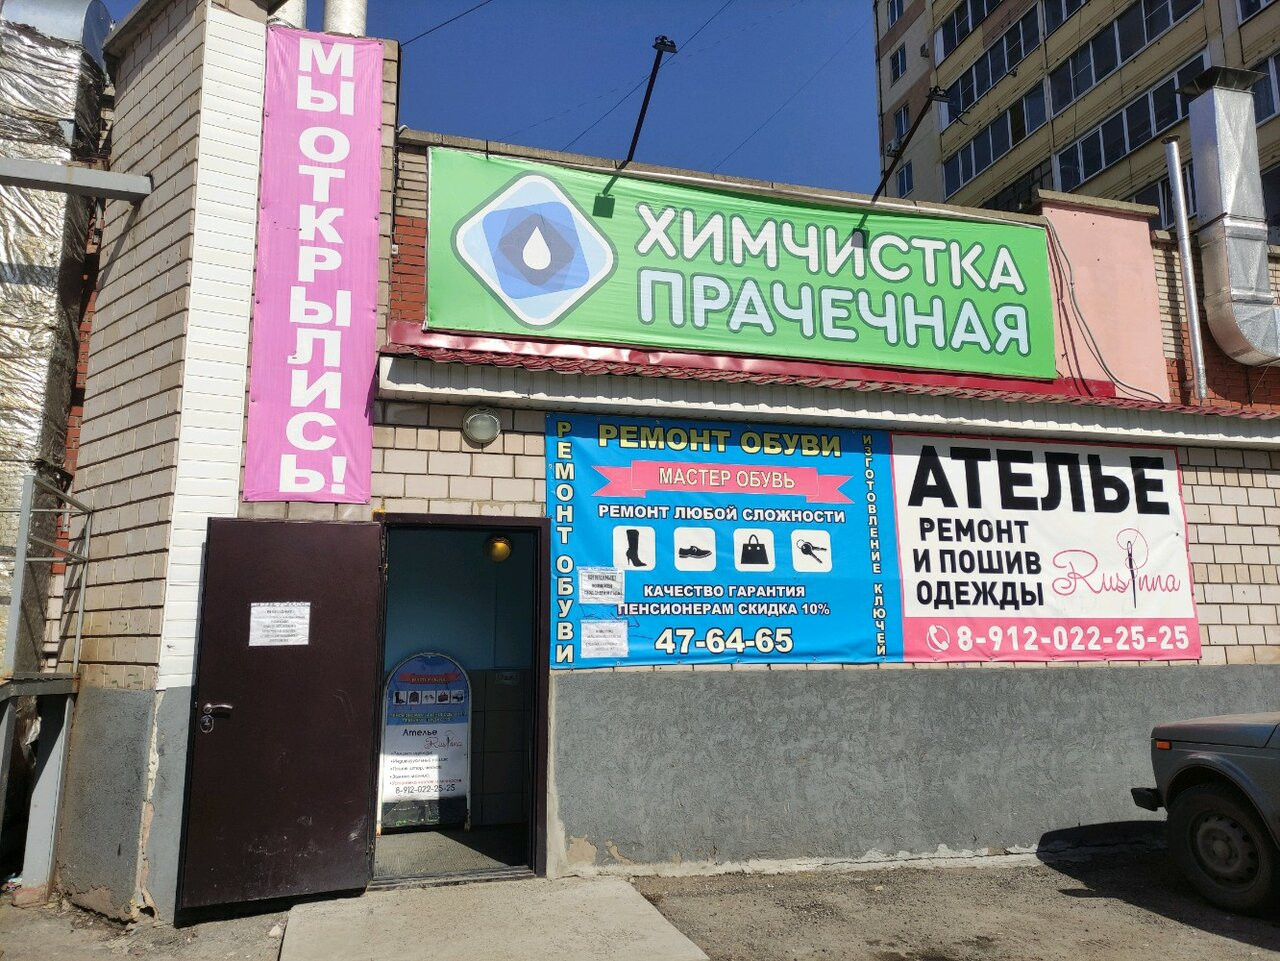 МЫ ОТКРЫЛИСЬ!
ХИМЧИСТКА
ПРАЧЕЧНАЯ
РЕМОНТ ОБУВИ
РЕМОНТ ОБУВИ
МАСТЕР ОБУВЬ
РЕМОНТ ЛЮБОЙ СЛОЖНОСТИ
КАЧЕСТВО ГАРАНТИЯ
ПЕНСИОНЕРАМ СКИДКА 10%
47-64-65
ИЗГОТОВЛЕНИЕ КЛЮЧЕЙ
АТЕЛЬЕ
РЕМОНТ
И ПОШИВ
ОДЕЖДЫ
RusInna
8-912-022-25-25
Ателье
RusInna
8-912-022-25-25